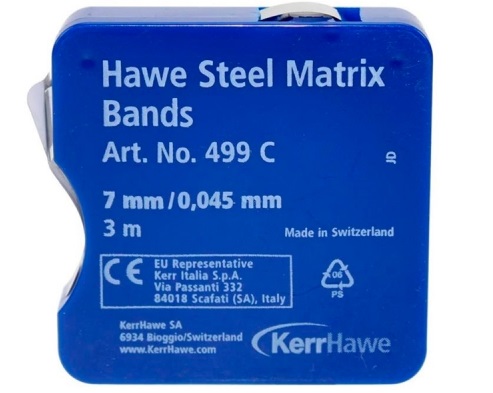 Hawe Steel Matrix
Bands
Art. No. 499 C
JD
7 mm/0,045 mm
3 m
Made in Switzerland
CE
EU Representative
Kerr Italia S.p.A.
Via Passanti 332
84018 Scafati (SA), Italy
06
PS
KerrHawe SA
6934 Bioggio/Switzerland
www.KerrHawe.com
KerrHawe